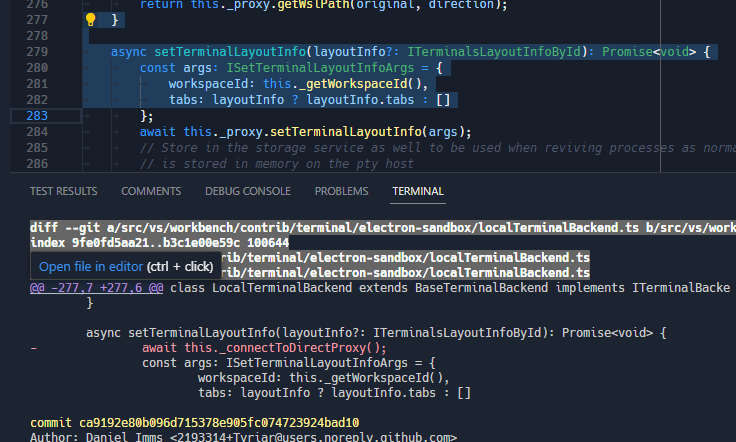 276 return this._proxy.getWslPath(original, direction);
277 }
278
279 async setTerminalLayoutInfo(layoutInfo?: ITerminalsLayoutInfoById): Promise<void> {
280 const args: ISetTerminalLayoutInfoArgs = {
281 workspaceId: this._getWorkspaceId(),
282 tabs: layoutInfo ? layoutInfo.tabs : []
283 };
284 await this._proxy.setTerminalLayoutInfo(args);
285 // Store in the storage service as well to be used when reviving processes as norma
286 // is stored in memory on the pty host
TEST RESULTS COMMENTS DEBUG CONSOLE PROBLEMS TERMINAL
diff --git a/src/vs/workbench/contrib/terminal/electron-sandbox/localTerminalBackend.ts b/src/vs/work
index 9fe0fd5aa21..b3c1e00e59c 100644
rib/terminal/electron-sandbox/localTerminalBackend.ts
Open file in editor (ctrl + click)
rib/terminal/electron-sandbox/localTerminalBackend.ts
@@ -277,7 +277,6 @@ class LocalTerminalBackend extends BaseTerminalBackend implements ITerminalBacke
}
async setTerminalLayoutInfo(layoutInfo?: ITerminalsLayoutInfoById): Promise<void> {
- await this._connectToDirectProxy();
const args: ISetTerminalLayoutInfoArgs = {
workspaceId: this._getWorkspaceId(),
tabs: layoutInfo ? layoutInfo.tabs : []
commit ca9192e80b096d715378e905fc074723924bad10
Author: Daniel Imms <2193314+Tyriar@users.noreply.github.com>